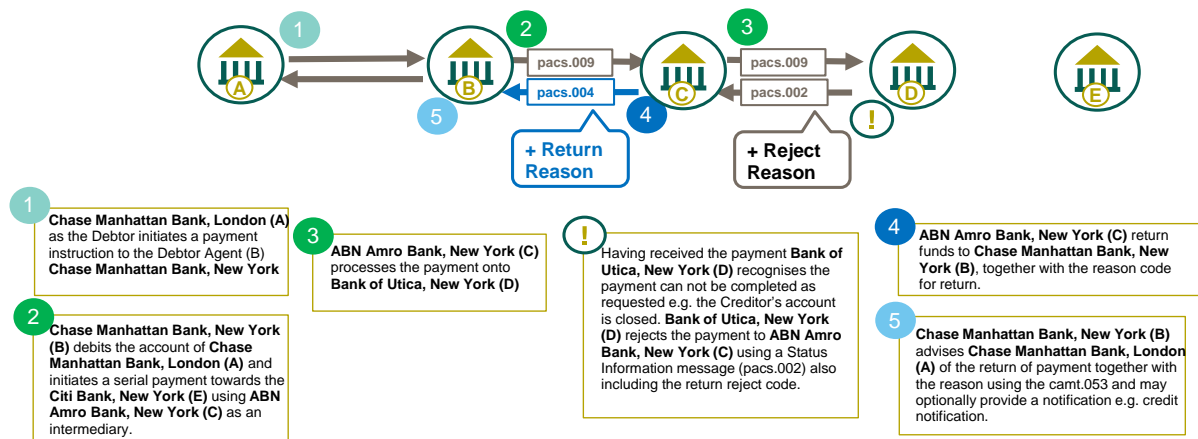 1
2
3
pacs.009
pacs.009
A
B
C
D
E
pacs.004
pacs.002
5
4
!
+ Return
Reason
+ Reject
Reason
1
Chase Manhattan Bank, London (A)
as the Debtor initiates a payment
instruction to the Debtor Agent (B)
Chase Manhattan Bank, New York
2
Chase Manhattan Bank, New York
(B) debits the account of Chase
Manhattan Bank, London (A) and
initiates a serial payment towards the
Citi Bank, New York (E) using ABN
Amro Bank, New York (C) as an
intermediary.
3
ABN Amro Bank, New York (C)
processes the payment onto
Bank of Utica, New York (D)
!
Having received the payment Bank of
Utica, New York (D) recognises the
payment can not be completed as
requested e.g. the Creditor's account
is closed. Bank of Utica, New York
(D) rejects the payment to ABN Amro
Bank, New York (C) using a Status
Information message (pacs.002) also
including the return reject code.
4
ABN Amro Bank, New York (C) return
funds to Chase Manhattan Bank, New
York (B), together with the reason code
for return.
5
Chase Manhattan Bank, New York (B)
advises Chase Manhattan Bank, London
(A) of the return of payment together with
the reason using the camt.053 and may
optionally provide a notification e.g. credit
notification.